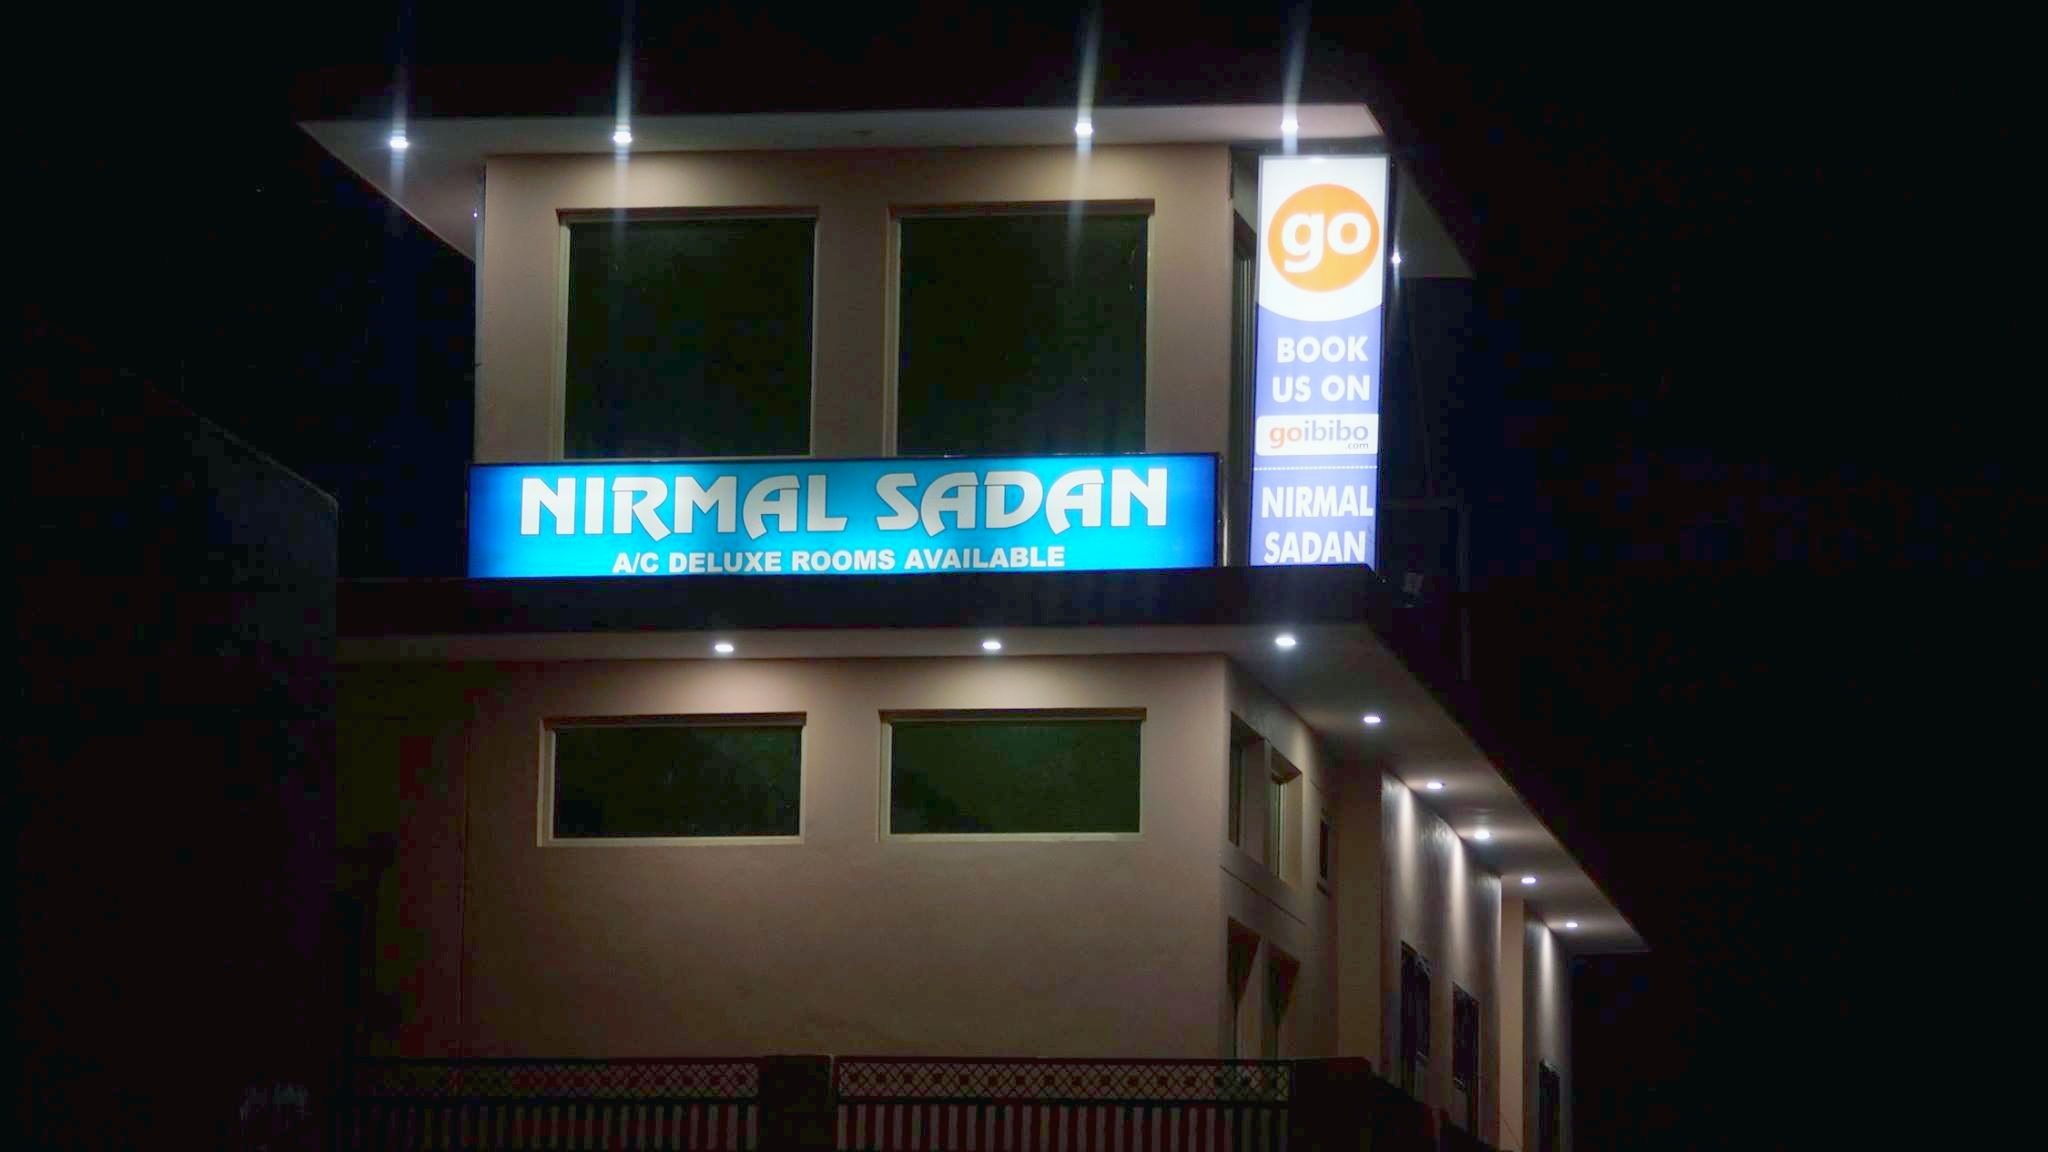 NIRMAL SADAN
A/C DELUXE ROOMS AVAILABLE
go
BOOK
US ON
goibibo
.com
NIRMAL
SADAN